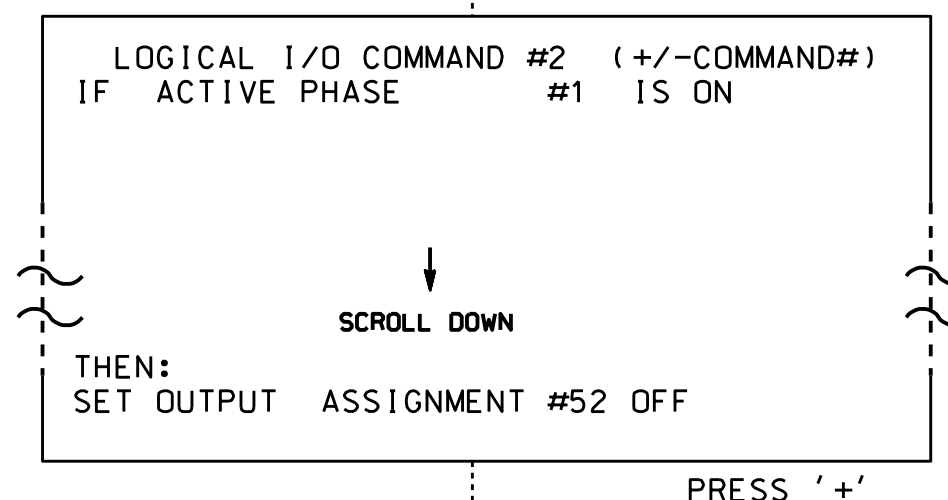 LOGICAL I/O COMMAND #2 (+/-COMMAND#)
IF ACTIVE PHASE #1 IS ON
SCROLL DOWN
THEN:
SET OUTPUT ASSIGNMENT #52 OFF
PRESS '+'